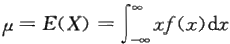 μ = E(X) = ∫_{-∞}^{∞} xf(x)dx